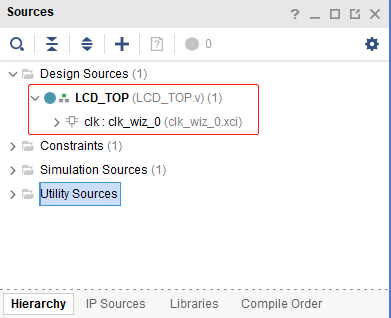 Sources
? _ □ X
0
Design Sources (1)
LCD_TOP (LCD_TOP.v) (1)
clk : clk_wiz_0 (clk_wiz_0.xci)
Constraints (1)
Simulation Sources (1)
Utility Sources
Hierarchy IP Sources Libraries Compile Order